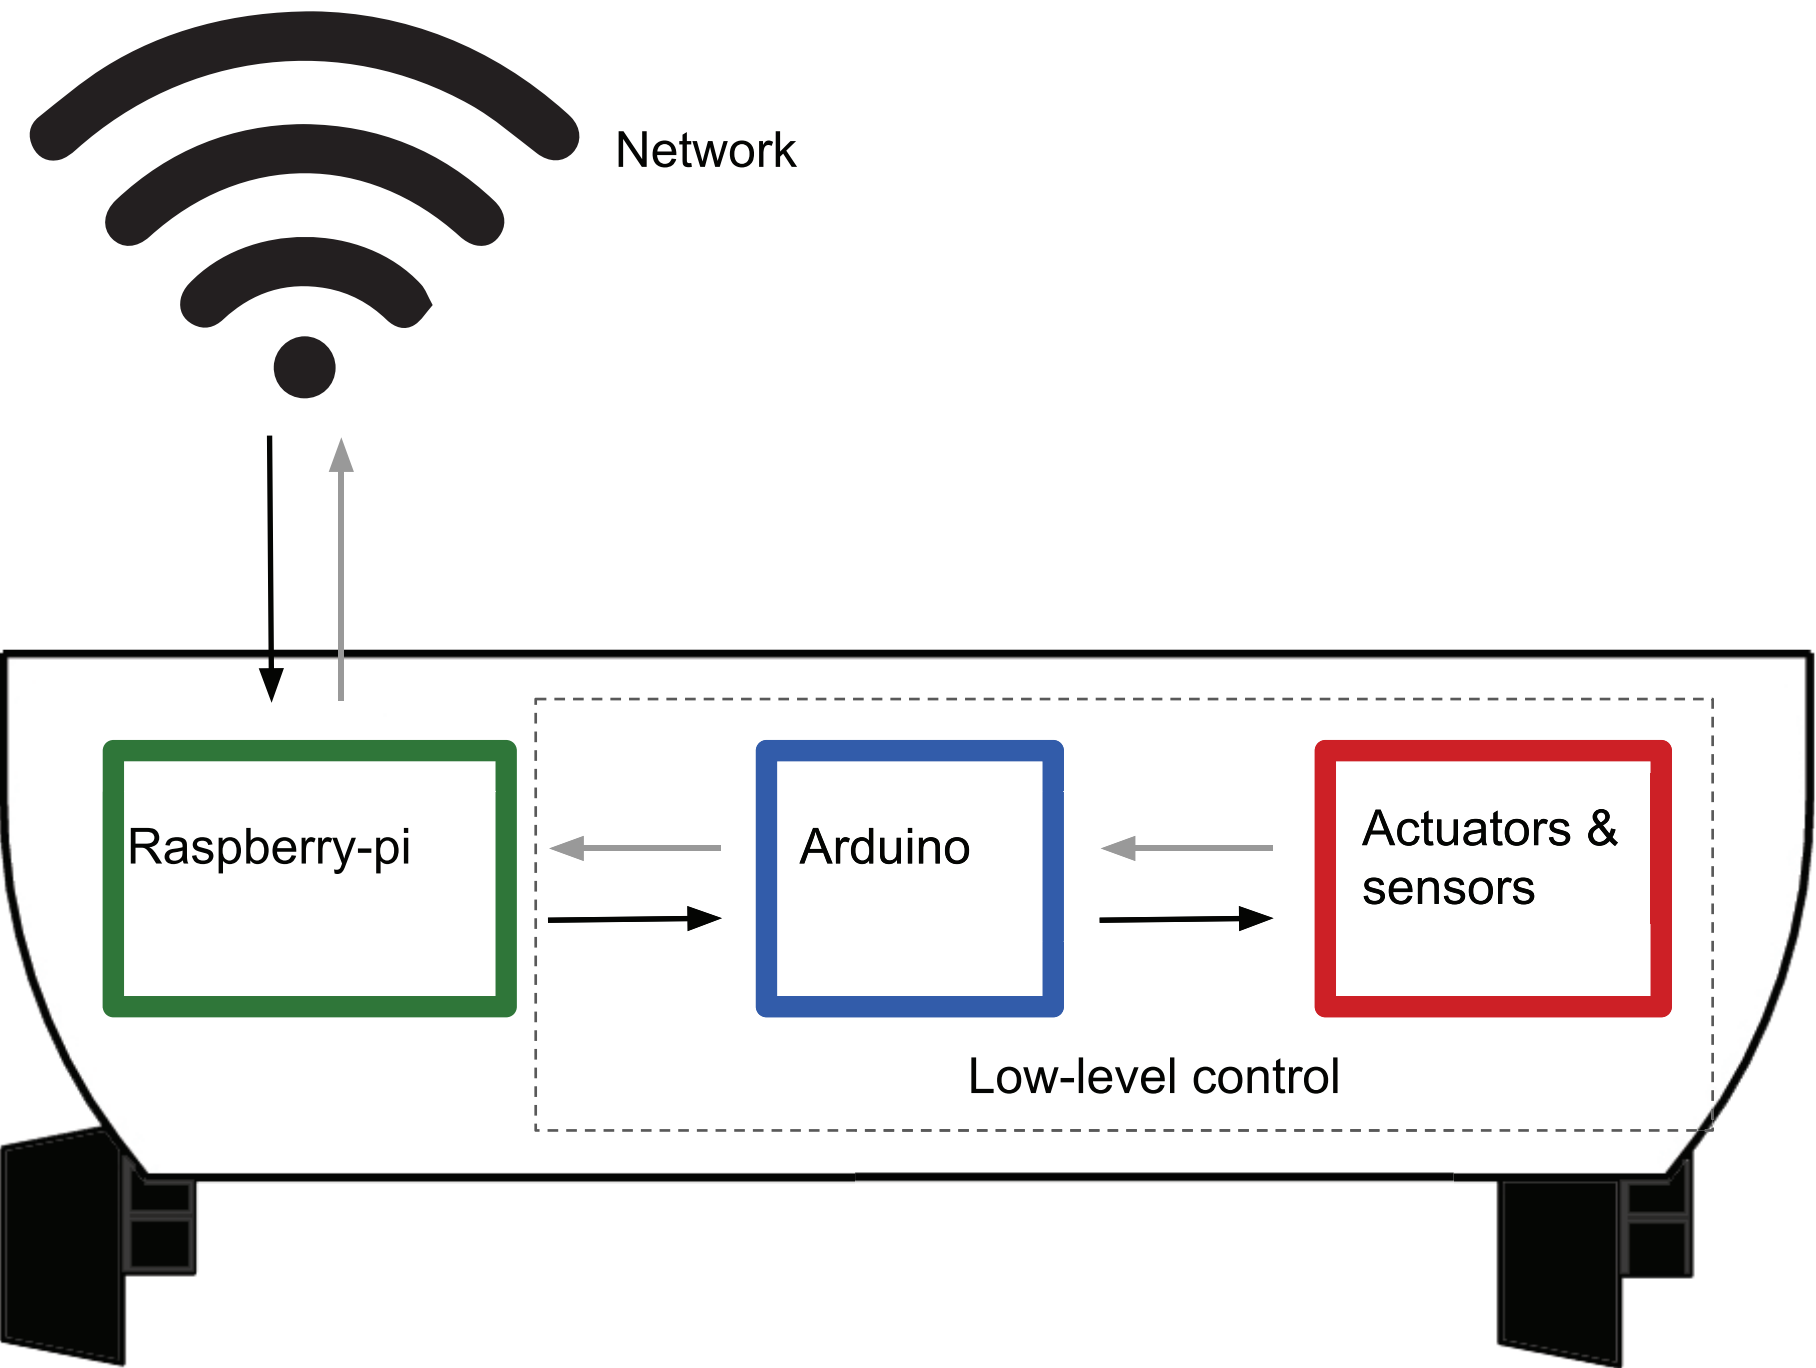 Network
Raspberry-pi
Arduino
Actuators &
sensors
Low-level control